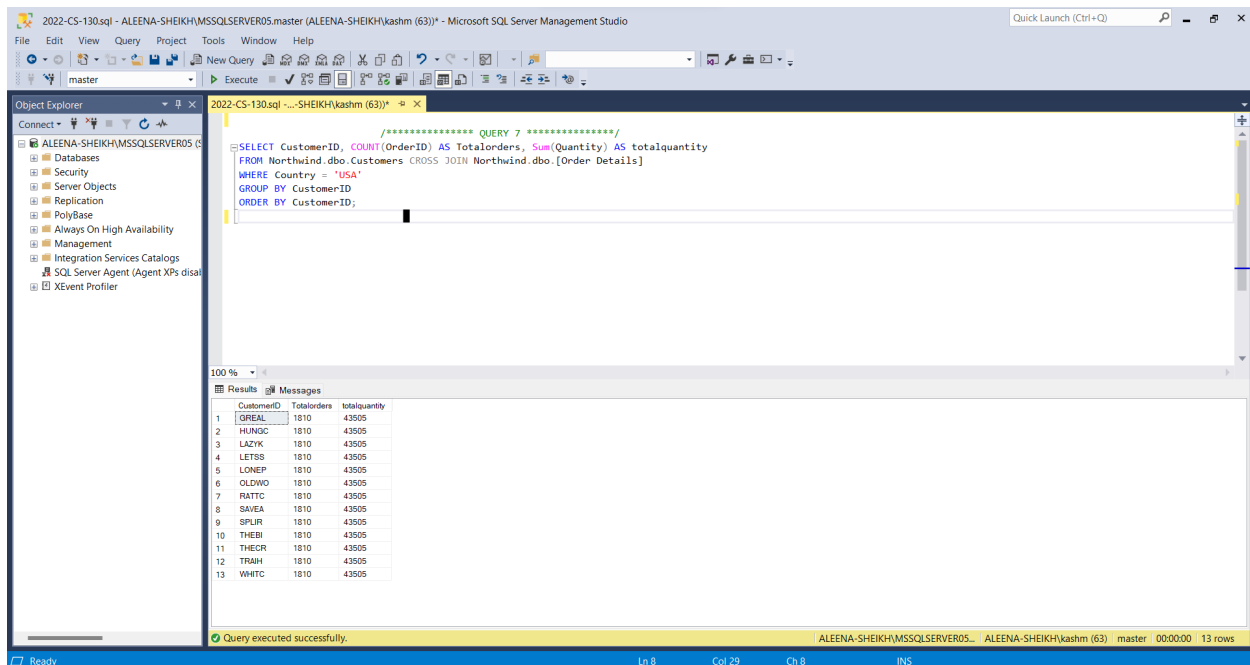 2022-CS-130.sql - ALEENA-SHEIKH\MSSQLSERVER05.master (ALEENA-SHEIKH\kashm (63))* - Microsoft SQL Server Management Studio
Quick Launch (Ctrl+Q)
File Edit View Query Project Tools Window Help
New Query
master Execute
Object Explorer
2022-CS-130.sql -...-SHEIKH\kashm (63))*
Connect
ALEENA-SHEIKH\MSSQLSERVER05 (S
Databases
Security
Server Objects
Replication
PolyBase
Always On High Availability
Management
Integration Services Catalogs
SQL Server Agent (Agent XPs disal
XEvent Profiler
/*************** QUERY 7 ***************/
SELECT CustomerID, COUNT(OrderID) AS Totalorders, Sum(Quantity) AS totalquantity
FROM Northwind.dbo.Customers CROSS JOIN Northwind.dbo.[Order Details]
WHERE Country = 'USA'
GROUP BY CustomerID
ORDER BY CustomerID;
100 %
Results Messages
CustomerID Totalorders totalquantity
1 GREAL 1810 43505
2 HUNGC 1810 43505
3 LAZYK 1810 43505
4 LETSS 1810 43505
5 LONEP 1810 43505
6 OLDWO 1810 43505
7 RATTC 1810 43505
8 SAVEA 1810 43505
9 SPLIR 1810 43505
10 THEBI 1810 43505
11 THECR 1810 43505
12 TRAIH 1810 43505
13 WHITC 1810 43505
Query executed successfully.
ALEENA-SHEIKH\MSSQLSERVER05... ALEENA-SHEIKH\kashm (63) master 00:00:00 13 rows
Ready Ln 8 Col 29 Ch 8 INS